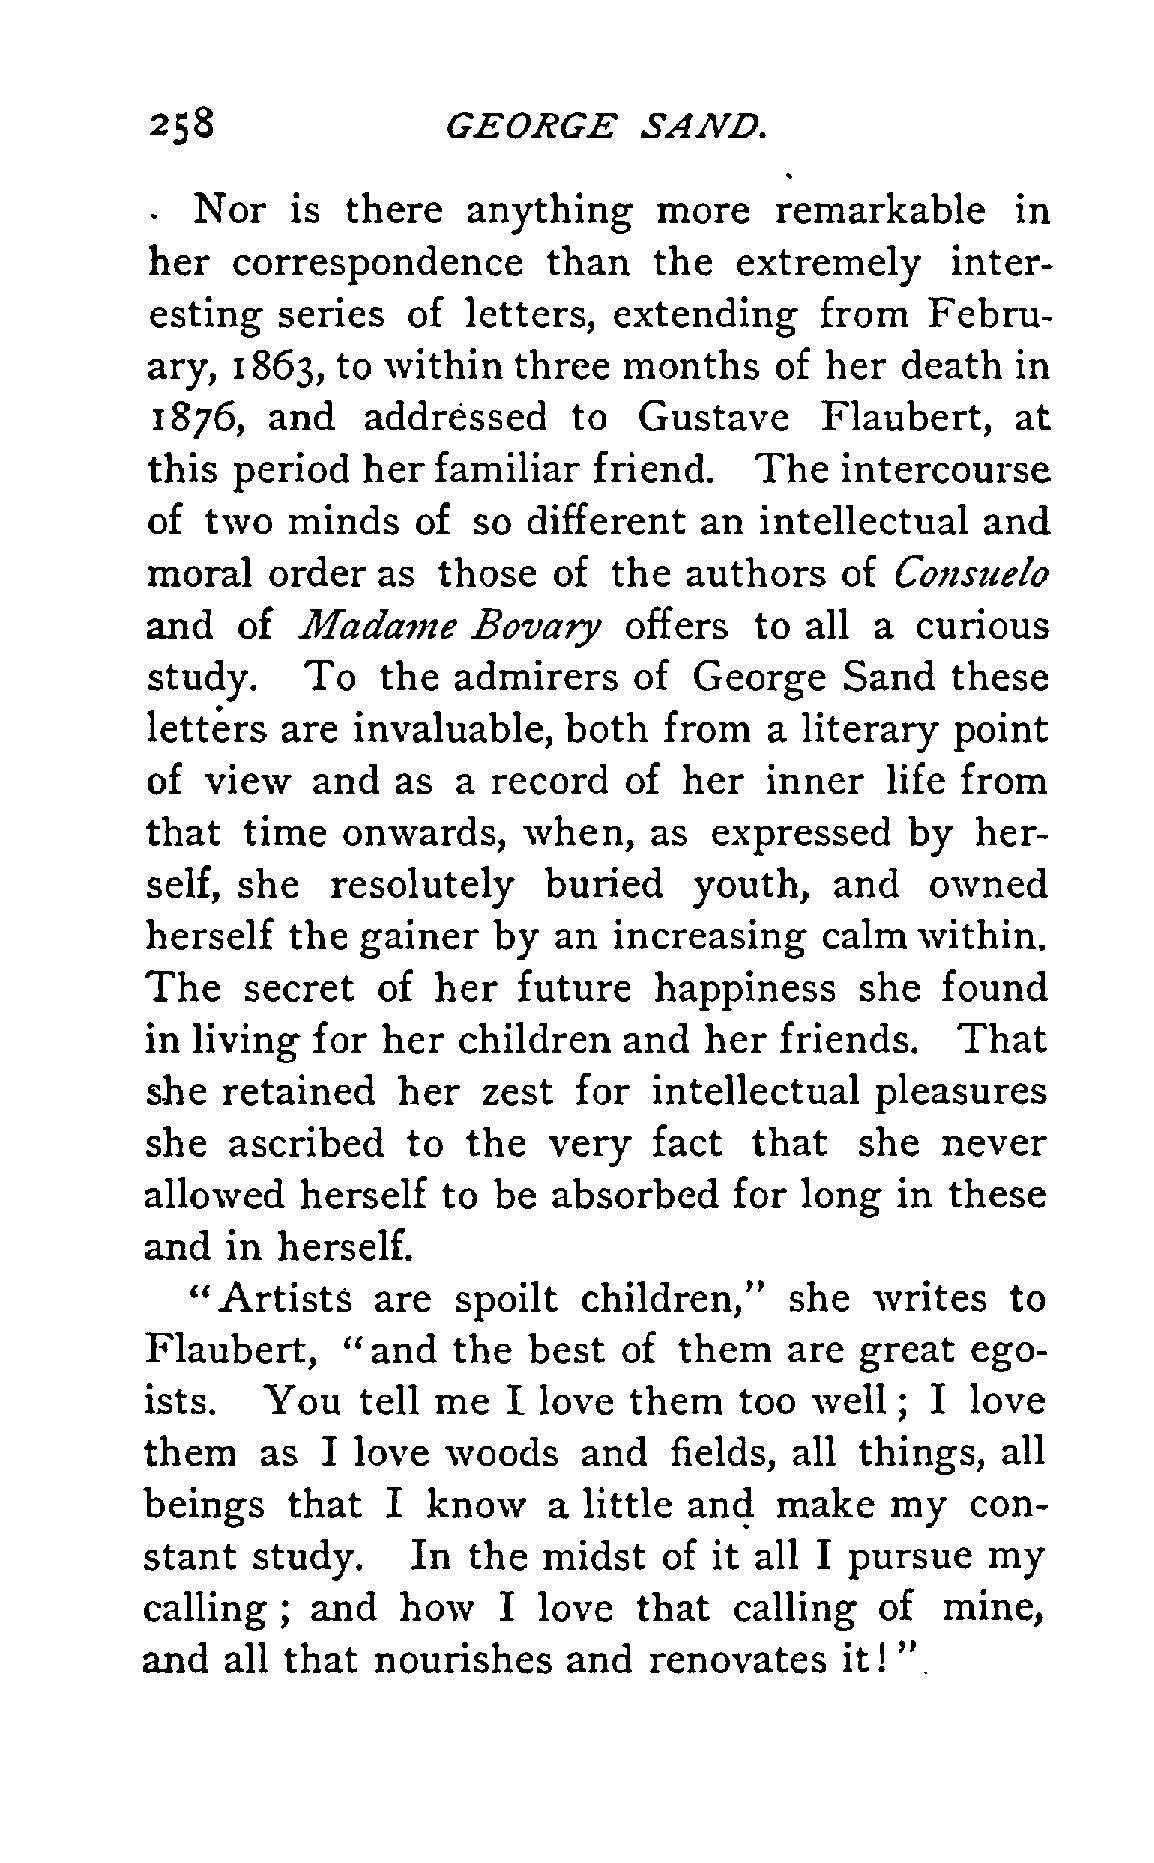 258 GEORGE SAND.
Nor is there anything more remarkable in
her correspondence than the extremely inter-
esting series of letters, extending from Febru-
ary, 1863, to within three months of her death in
1876, and addressed to Gustave Flaubert, at
this period her familiar friend. The intercourse
of two minds of so different an intellectual and
moral order as those of the authors of Consuelo
and of Madame Bovary offers to all a curious
study. To the admirers of George Sand these
letters are invaluable, both from a literary point
of view and as a record of her inner life from
that time onwards, when, as expressed by her-
self, she resolutely buried youth, and owned
herself the gainer by an increasing calm within.
The secret of her future happiness she found
in living for her children and her friends. That
she retained her zest for intellectual pleasures
she ascribed to the very fact that she never
allowed herself to be absorbed for long in these
and in herself.
"Artists are spoilt children," she writes to
Flaubert, "and the best of them are great ego-
ists. You tell me I love them too well; I love
them as I love woods and fields, all things, all
beings that I know a little and make my con-
stant study. In the midst of it all I pursue my
calling; and how I love that calling of mine,
and all that nourishes and renovates it!"